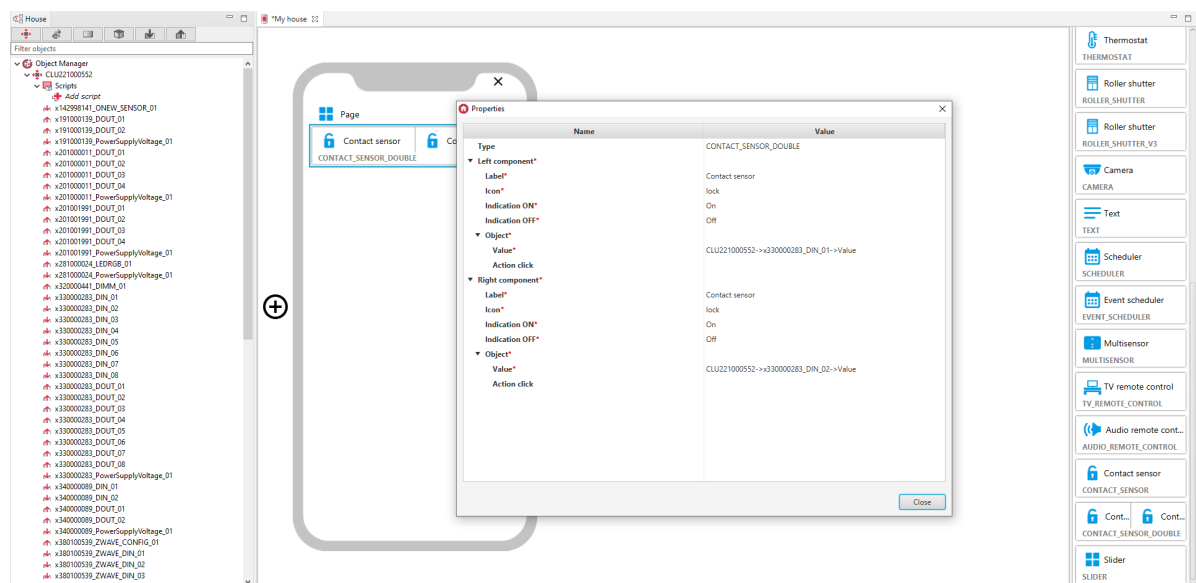 House
*My house
Filter objects
Object Manager
CLU221000552
Scripts
Add script
x142998141_ONEW_SENSOR_01
x191000139_DOUT_01
x191000139_DOUT_02
x191000139_PowerSupplyVoltage_01
x201000011_DOUT_01
x201000011_DOUT_02
x201000011_DOUT_03
x201000011_DOUT_04
x201000011_PowerSupplyVoltage_01
x201001991_DOUT_01
x201001991_DOUT_02
x201001991_DOUT_03
x201001991_DOUT_04
x201001991_PowerSupplyVoltage_01
x281000024_LEDRGB_01
x281000024_PowerSupplyVoltage_01
x320000441_DIMM_01
x330000283_DIN_01
x330000283_DIN_02
x330000283_DIN_03
x330000283_DIN_04
x330000283_DIN_05
x330000283_DIN_06
x330000283_DIN_07
x330000283_DIN_08
x330000283_DOUT_01
x330000283_DOUT_02
x330000283_DOUT_03
x330000283_DOUT_04
x330000283_DOUT_05
x330000283_DOUT_06
x330000283_DOUT_07
x330000283_DOUT_08
x330000283_PowerSupplyVoltage_01
x340000089_DIN_01
x340000089_DIN_02
x340000089_DOUT_01
x340000089_DOUT_02
x340000089_PowerSupplyVoltage_01
x380100539_ZWAVE_CONFIG_01
x380100539_ZWAVE_DIN_01
x380100539_ZWAVE_DIN_02
x380100539_ZWAVE_DIN_03
Page
Contact sensor Co
CONTACT_SENSOR_DOUBLE
Properties
Name Value
Type CONTACT_SENSOR_DOUBLE
Left component*
Label* Contact sensor
Icon* lock
Indication ON* On
Indication OFF* Off
Object*
Value* CLU221000552->x330000283_DIN_01->Value
Action click
Right component*
Label* Contact sensor
Icon* lock
Indication ON* On
Indication OFF* Off
Object*
Value* CLU221000552->x330000283_DIN_02->Value
Action click
Close
Thermostat
THERMOSTAT
Roller shutter
ROLLER_SHUTTER
Roller shutter
ROLLER_SHUTTER_V3
Camera
CAMERA
Text
TEXT
Scheduler
SCHEDULER
Event scheduler
EVENT_SCHEDULER
Multisensor
MULTISENSOR
TV remote control
TV_REMOTE_CONTROL
Audio remote cont...
AUDIO_REMOTE_CONTROL
Contact sensor
CONTACT_SENSOR
Cont... Cont...
CONTACT_SENSOR_DOUBLE
Slider
SLIDER